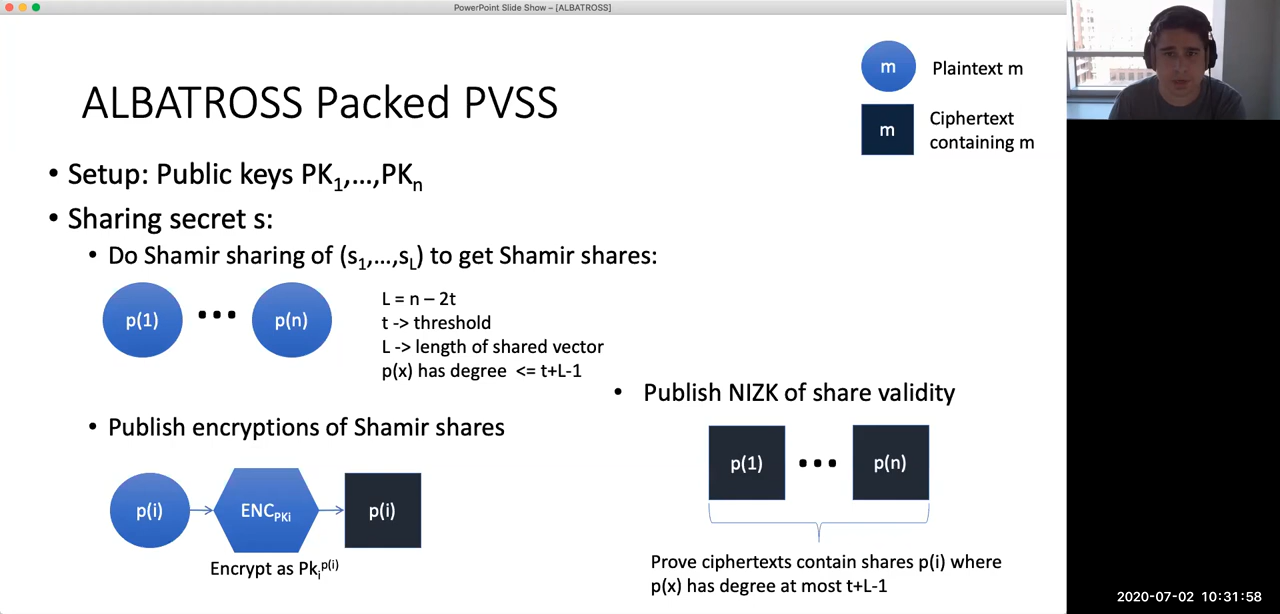 PowerPoint Slide Show – [ALBATROSS]
m
Plaintext m
ALBATROSS Packed PVSS
m
Ciphertext
containing m
• Setup: Public keys PK1,…,PKn
• Sharing secret s:
• Do Shamir sharing of (s1,…,sL) to get Shamir shares:
p(1) ••• p(n)
L = n – 2t
t -> threshold
L -> length of shared vector
p(x) has degree <= t+L-1
• Publish encryptions of Shamir shares
p(i) ENCPKi p(i)
Encrypt as Pki^p(i)
• Publish NIZK of share validity
p(1) ••• p(n)
Prove ciphertexts contain shares p(i) where
p(x) has degree at most t+L-1
2020-07-02 10:31:58